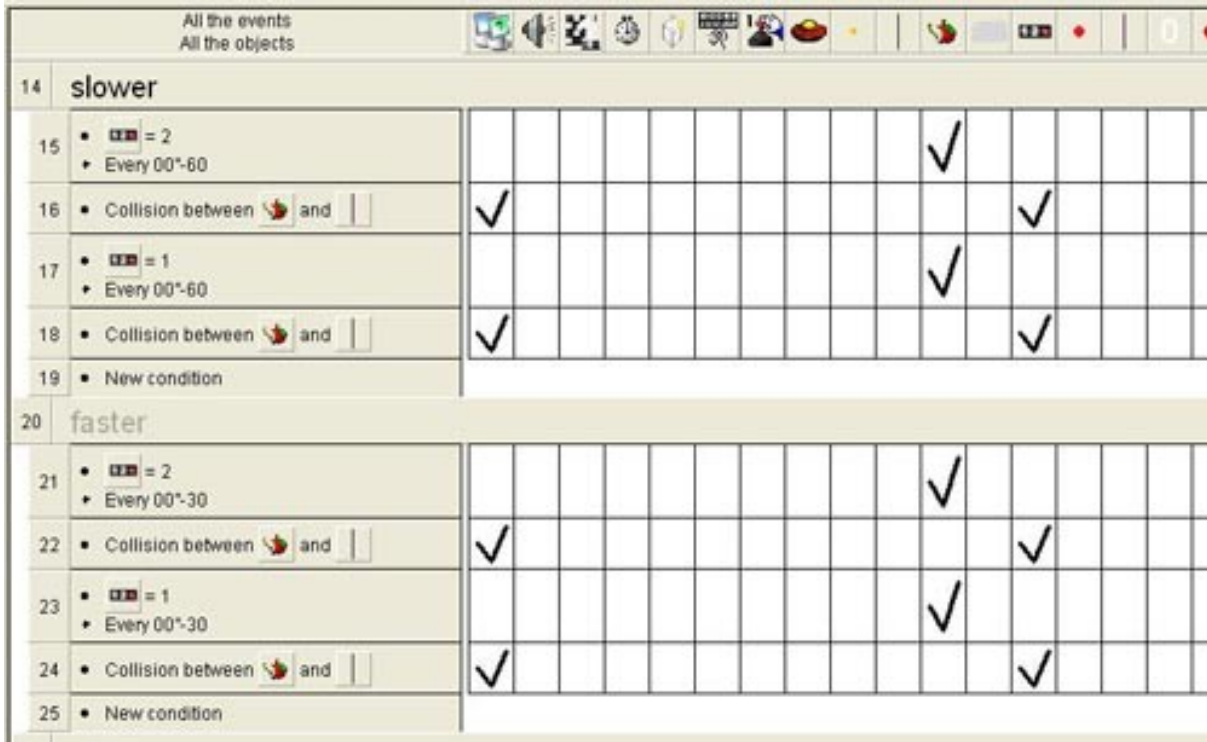 All the events
All the objects
14 slower
15 • = 2
Every 00"-60
16 • Collision between and
17 • = 1
Every 00"-60
18 • Collision between and
19 • New condition
20 faster
21 • = 2
Every 00"-30
22 • Collision between and
23 • = 1
Every 00"-30
24 • Collision between and
25 • New condition